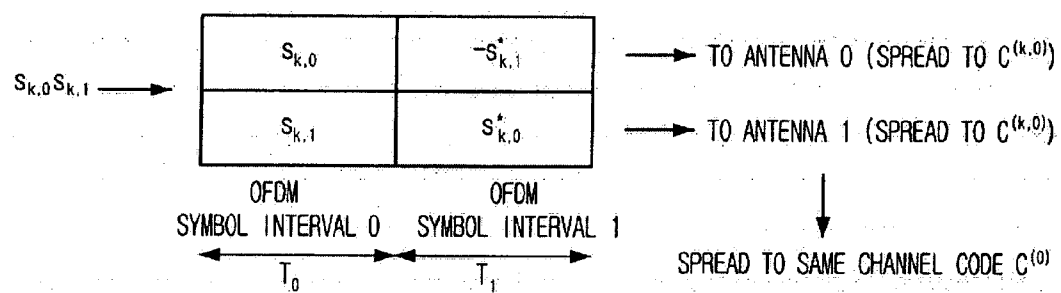 S_{k,0} -S*_{k,1} TO ANTENNA 0 (SPREAD TO C^{(k,0)})
S_{k,0}S_{k,1}
S_{k,1} S*_{k,0} TO ANTENNA 1 (SPREAD TO C^{(k,0)})
OFDM OFDM
SYMBOL INTERVAL 0 SYMBOL INTERVAL 1
T_0 T_1
SPREAD TO SAME CHANNEL CODE C^{(0)}